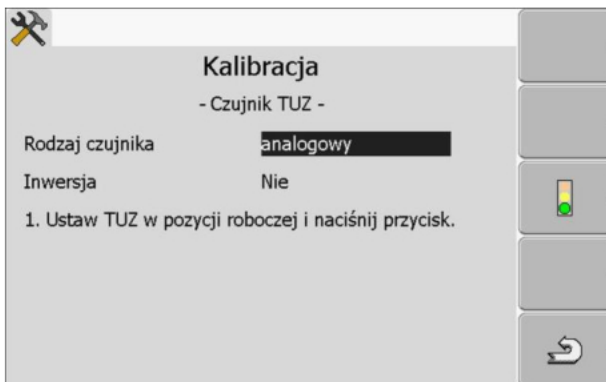 Kalibracja
- Czujnik TUZ -
Rodzaj czujnika analogowy
Inwersja Nie
1. Ustaw TUZ w pozycji roboczej i naciśnij przycisk.